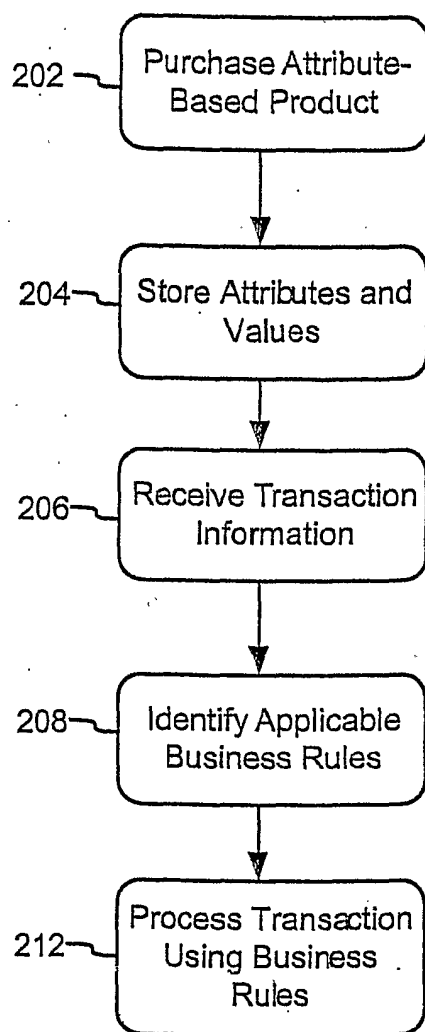 202
Purchase Attribute-
Based Product
204
Store Attributes and
Values
206
Receive Transaction
Information
208
Identify Applicable
Business Rules
212
Process Transaction
Using Business
Rules